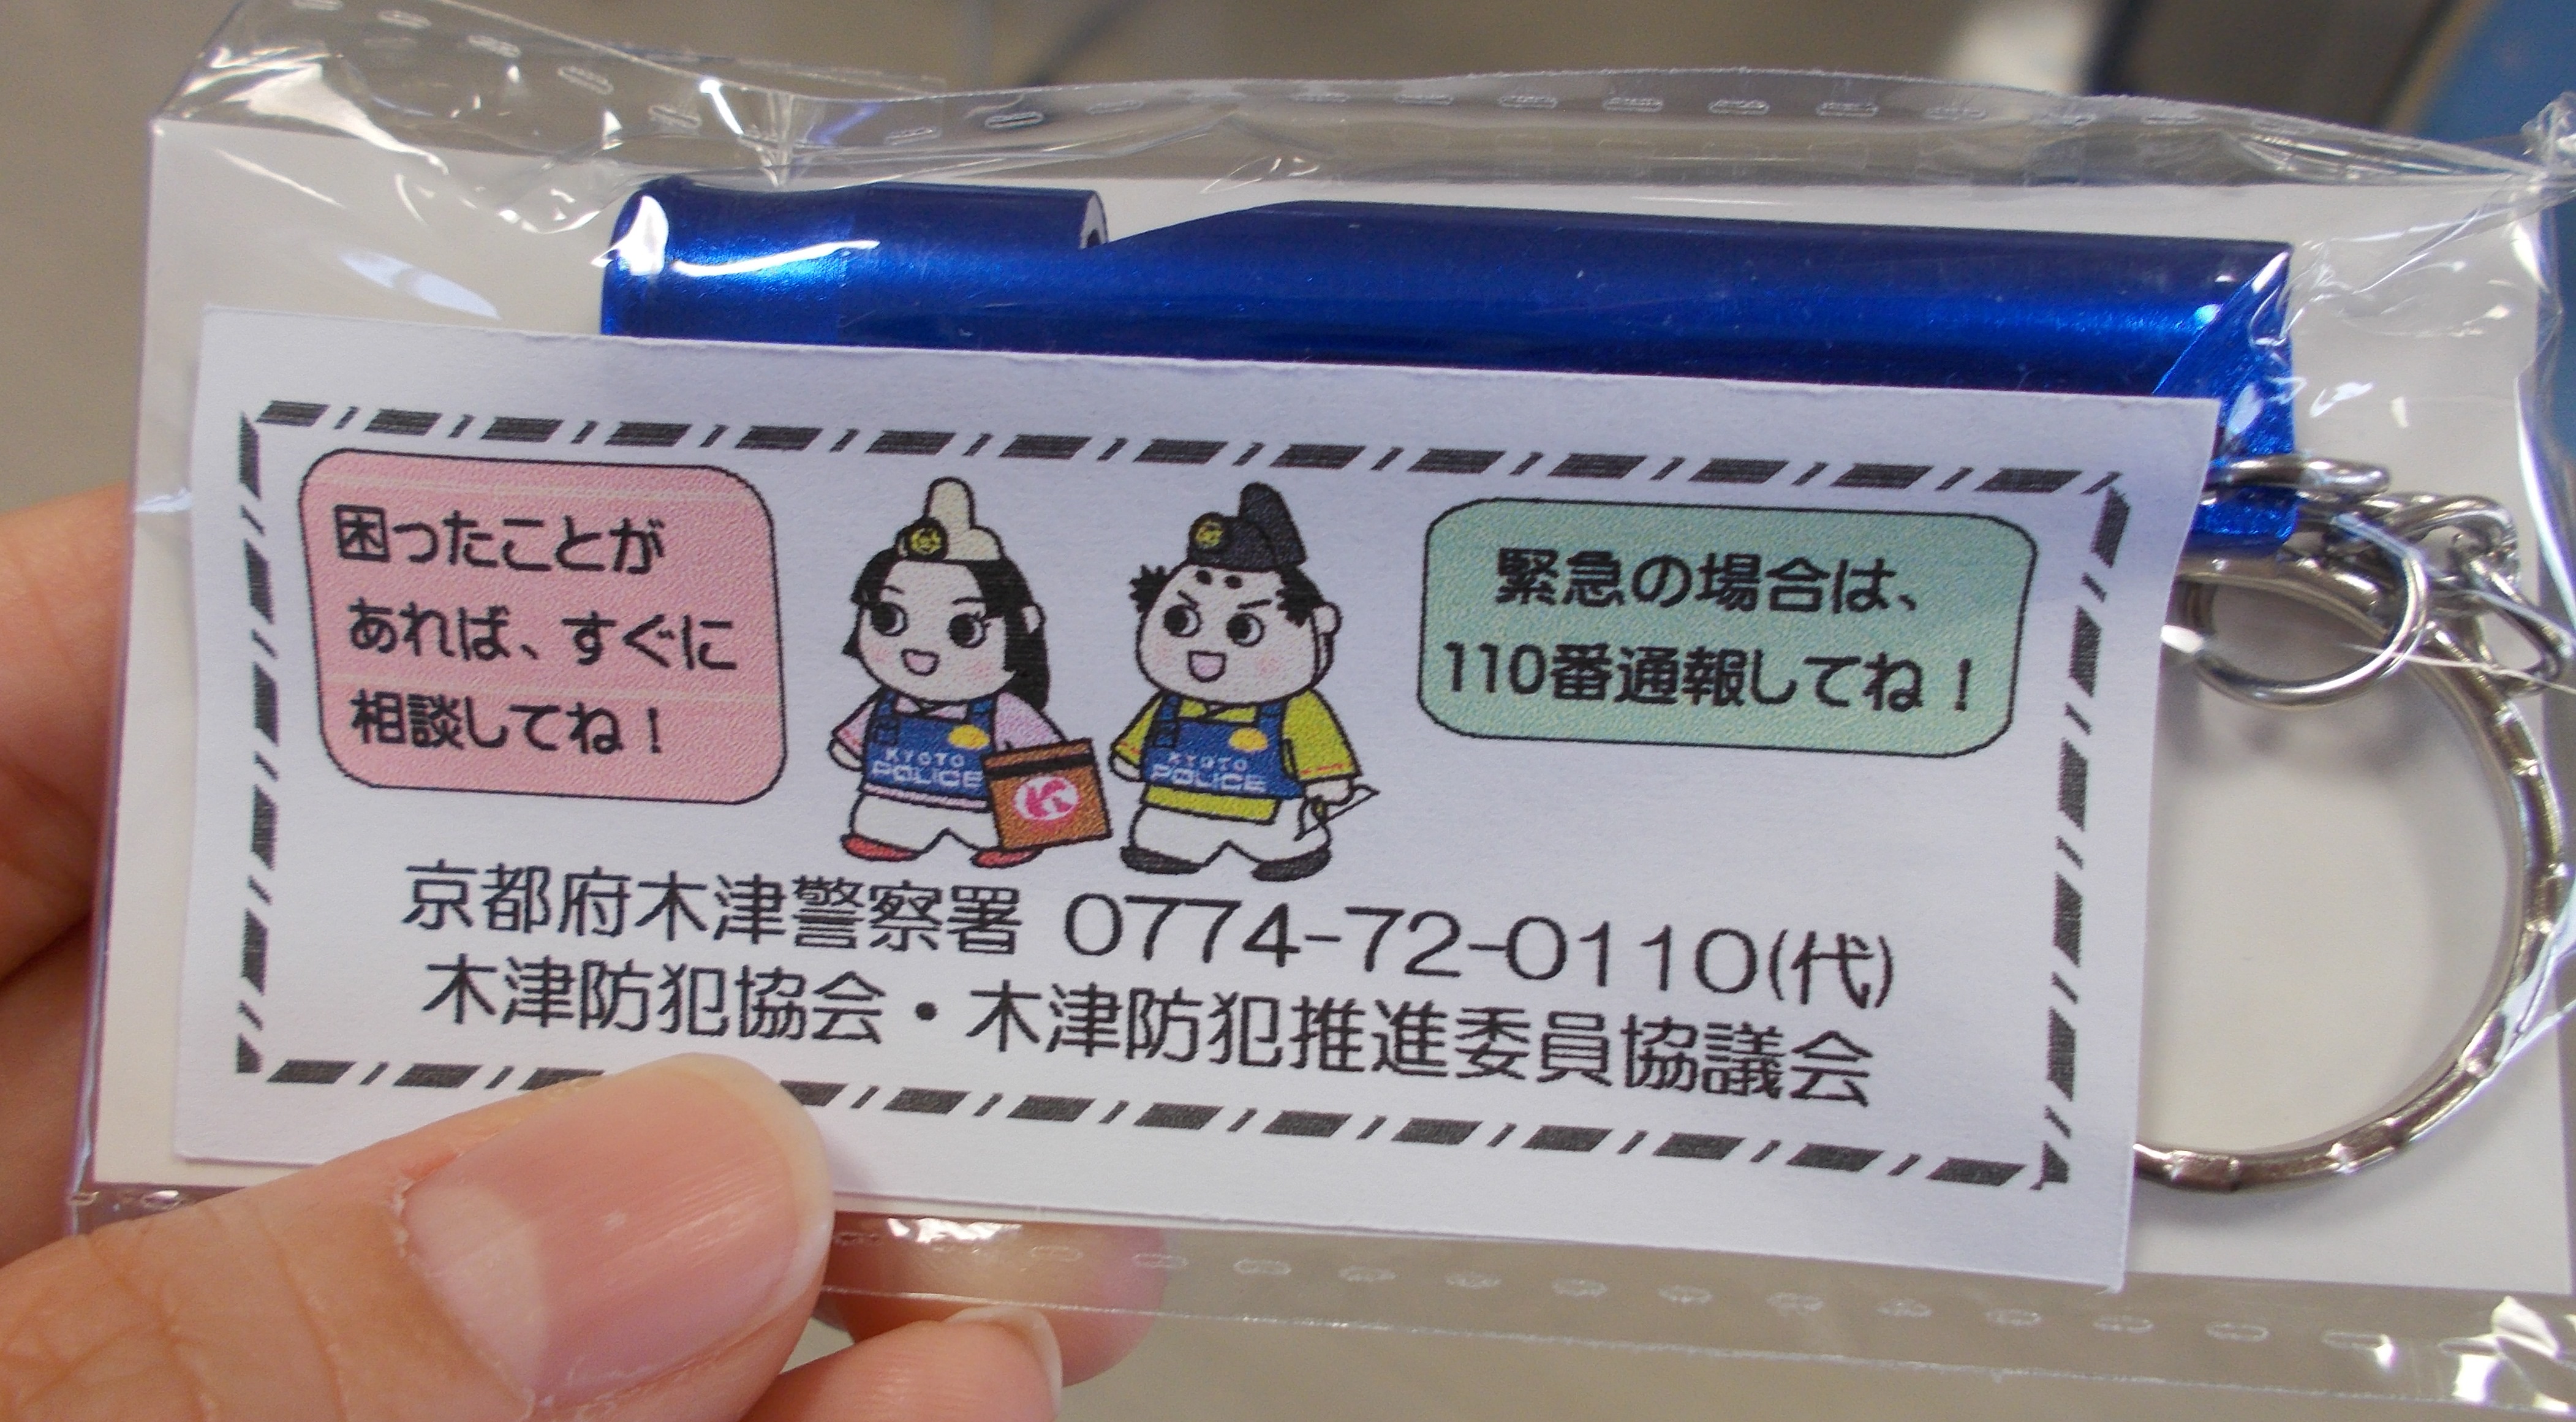 困ったことが
あれば、すぐに
相談してね！
緊急の場合は、
110番通報してね！
KYOTO
POLICE
K
KYOTO
POLICE
京都府木津警察署 0774-72-0110(代)
木津防犯協会・木津防犯推進委員協議会